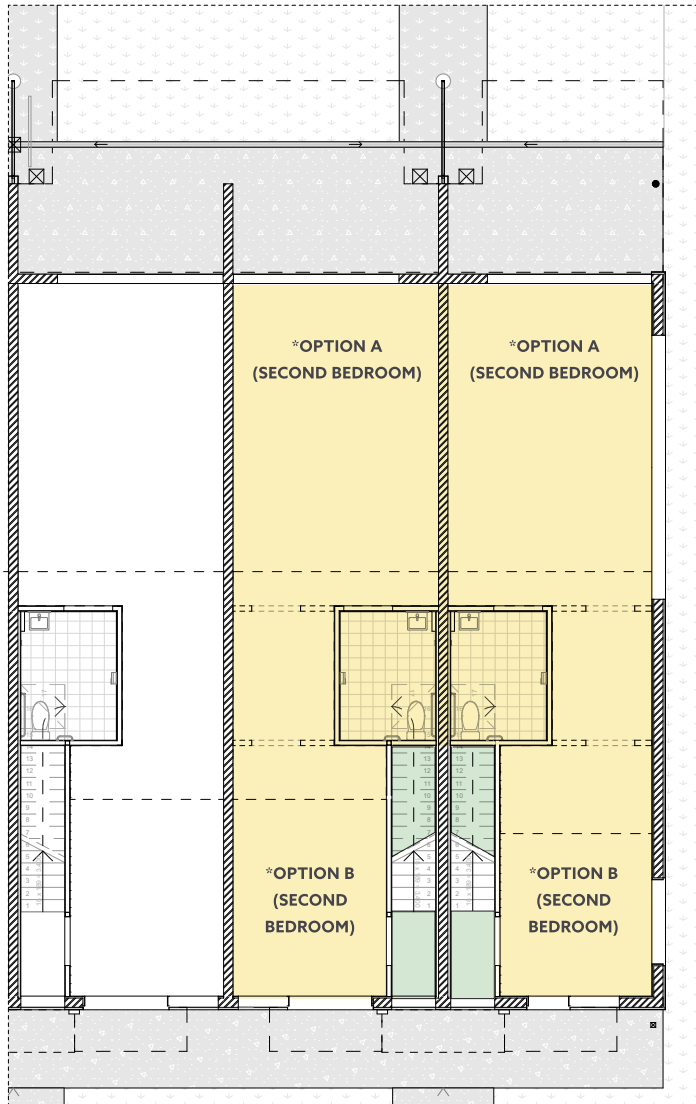 *OPTION A
(SECOND BEDROOM)
*OPTION A
(SECOND BEDROOM)
*OPTION B
(SECOND
BEDROOM)
*OPTION B
(SECOND
BEDROOM)